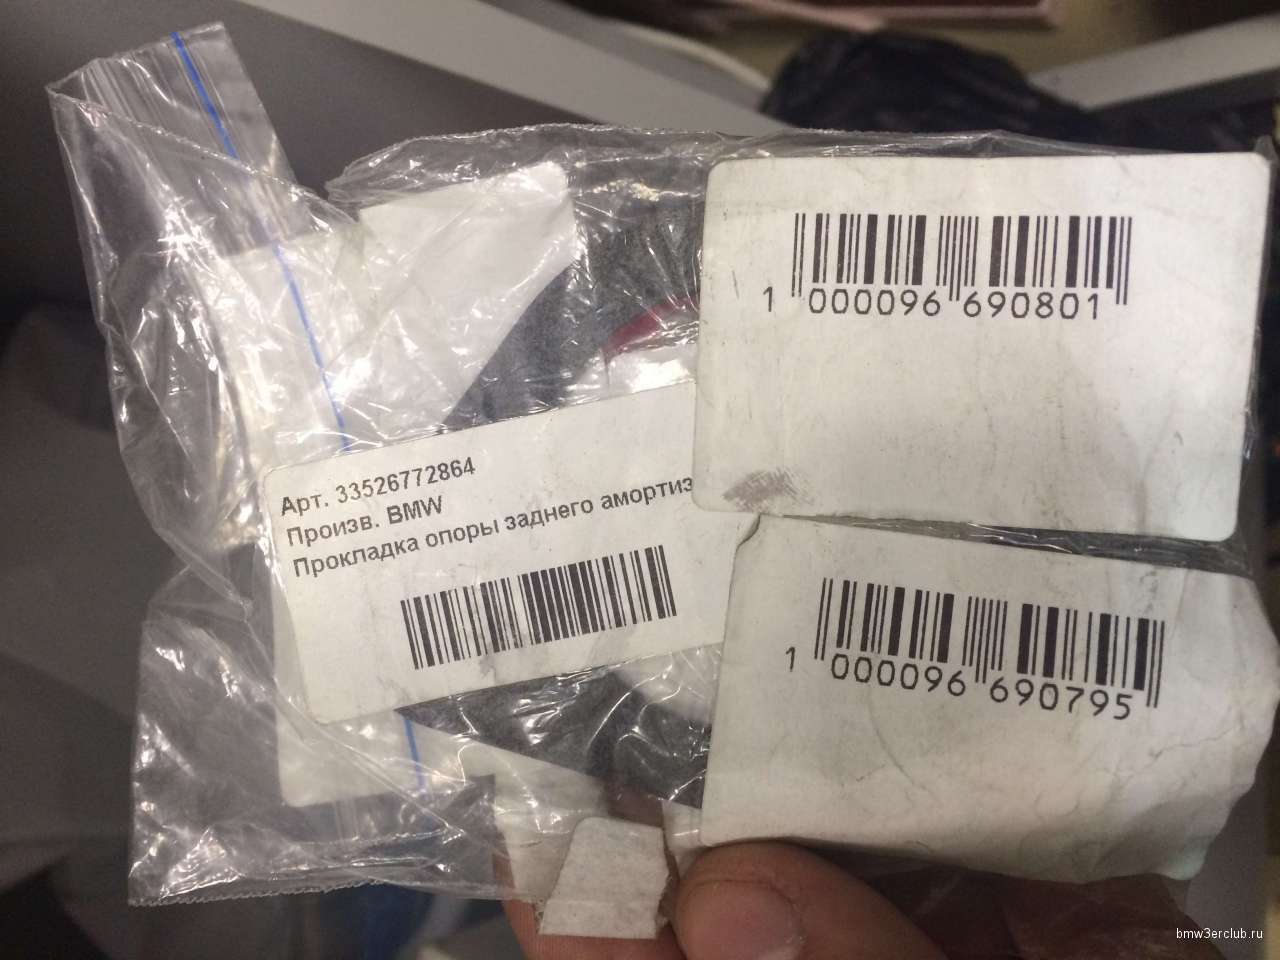 1 000096 690801
Арт. 33526772864
Произв. BMW
Прокладка опоры заднего амортиз
1 000096 690795
bmw3erclub.ru